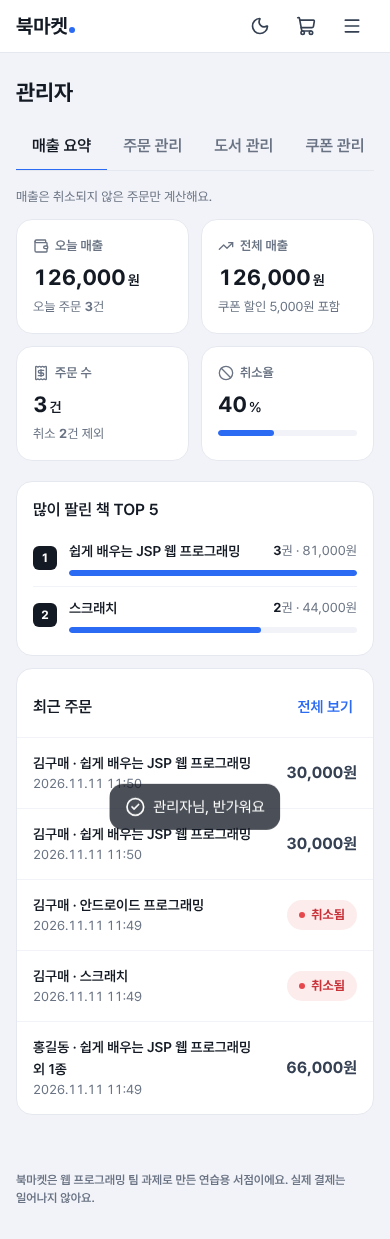 북마켓
관리자
매출 요약 주문 관리 도서 관리 쿠폰 관리
매출은 취소되지 않은 주문만 계산해요.
오늘 매출
126,000원
오늘 주문 3건
전체 매출
126,000원
쿠폰 할인 5,000원 포함
주문 수
3건
취소 2건 제외
취소율
40%
많이 팔린 책 TOP 5
1 쉽게 배우는 JSP 웹 프로그래밍 3권 · 81,000원
2 스크래치 2권 · 44,000원
최근 주문 전체 보기
김구매 · 쉽게 배우는 JSP 웹 프로그래밍 30,000원
2026.11.11 11:50
관리자님, 반가워요
김구매 · 쉽게 배우는 JSP 웹 프로그래밍 30,000원
2026.11.11 11:50
김구매 · 안드로이드 프로그래밍 취소됨
2026.11.11 11:49
김구매 · 스크래치 취소됨
2026.11.11 11:49
홍길동 · 쉽게 배우는 JSP 웹 프로그래밍
외 1종 66,000원
2026.11.11 11:49
북마켓은 웹 프로그래밍 팀 과제로 만든 연습용 서점이에요. 실제 결제는
일어나지 않아요.